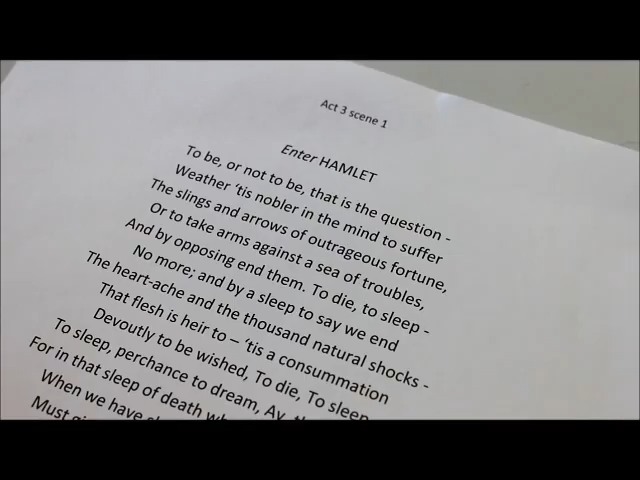 Act 3 scene 1
Enter HAMLET
To be, or not to be, that is the question -
Weather ‘tis nobler in the mind to suffer
The slings and arrows of outrageous fortune,
Or to take arms against a sea of troubles,
And by opposing end them. To die, to sleep -
No more; and by a sleep to say we end
The heart-ache and the thousand natural shocks -
That flesh is heir to – ‘tis a consummation
Devoutly to be wished, To die, To sleep
To sleep, perchance to dream, Ay,
For in that sleep of death
When we have
Must